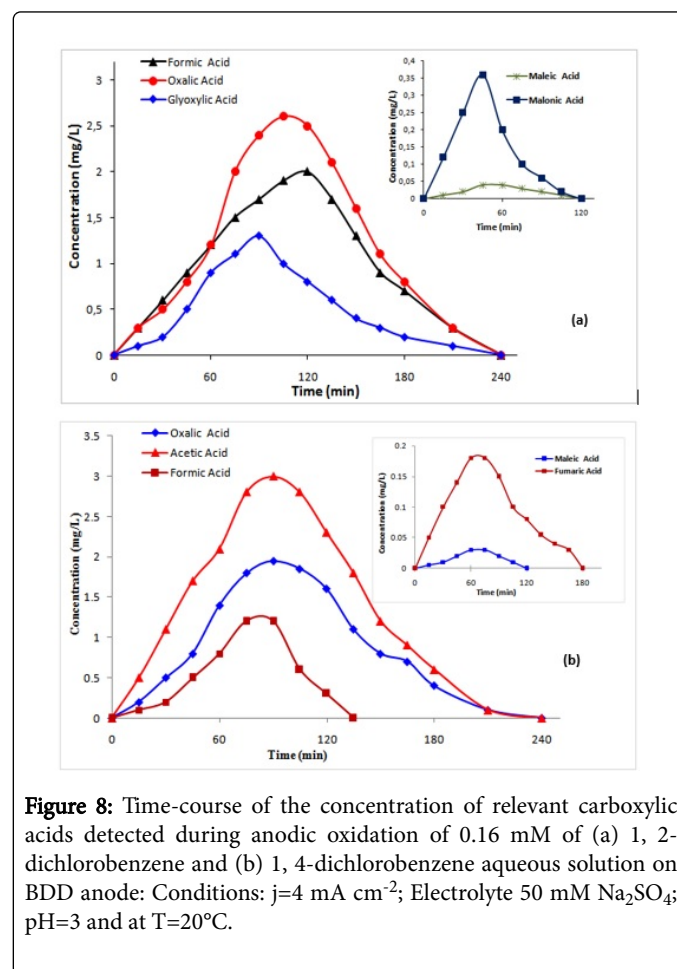 Formic Acid
Oxalic Acid
Glyoxylic Acid
Concentration (mg/L)
3
2,5
2
1,5
1
0,5
0
0
60
120
180
240
Time (min)
(a)
Maleic Acid
Malonic Acid
Concentration (mg/L)
0,4
0,35
0,3
0,25
0,2
0,15
0,1
0,05
0
0
60
120
Time (min)
Oxalic Acid
Acetic Acid
Formic Acid
Concentration (mg/L)
3.5
3
2.5
2
1.5
1
0.5
0
0
60
120
180
240
Time (min)
(b)
Maleic Acid
Fumaric Acid
Concentration (mg/L)
0.2
0.15
0.1
0.05
0
0
60
120
180
Time (min)
Figure 8: Time-course of the concentration of relevant carboxylic
acids detected during anodic oxidation of 0.16 mM of (a) 1, 2-
dichlorobenzene and (b) 1, 4-dichlorobenzene aqueous solution on
BDD anode: Conditions: j=4 mA cm⁻²; Electrolyte 50 mM Na₂SO₄;
pH=3 and at T=20°C.